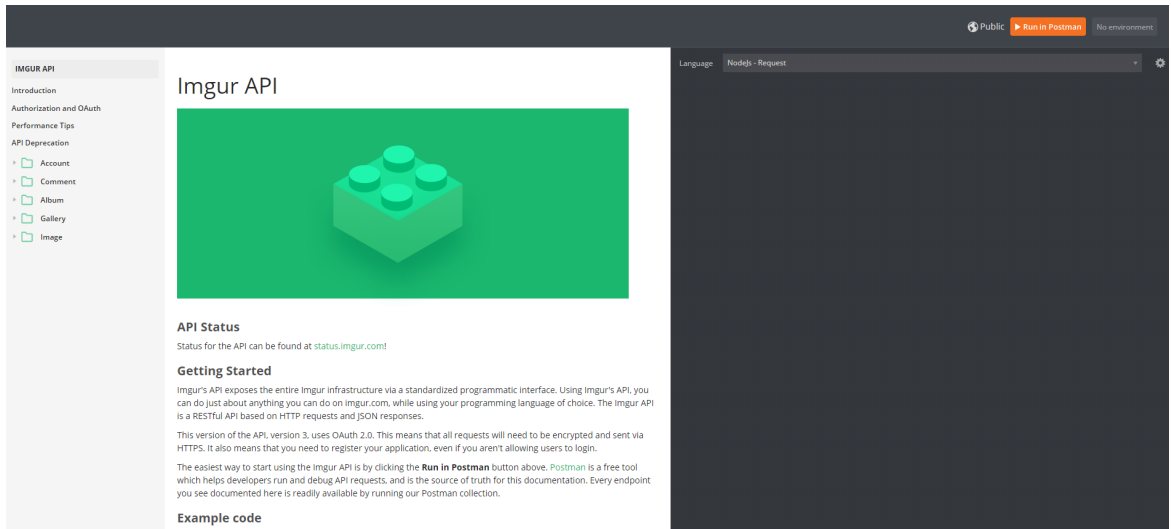 Public
Run in Postman
No environment
IMGUR API
Introduction
Authorization and OAuth
Performance Tips
API Deprecation
Account
Comment
Album
Gallery
Image
Imgur API
API Status
Status for the API can be found at status.imgur.com!
Getting Started
Imgur's API exposes the entire Imgur infrastructure via a standardized programmatic interface. Using Imgur's API, you
can do just about anything you can do on imgur.com, while using your programming language of choice. The Imgur API
is a RESTful API based on HTTP requests and JSON responses.
This version of the API, version 3, uses OAuth 2.0. This means that all requests will need to be encrypted and sent via
HTTPS. It also means that you need to register your application, even if you aren't allowing users to login.
The easiest way to start using the Imgur API is by clicking the Run in Postman button above. Postman is a free tool
which helps developers run and debug API requests, and is the source of truth for this documentation. Every endpoint
you see documented here is readily available by running our Postman collection.
Example code
Language
NodeJs - Request